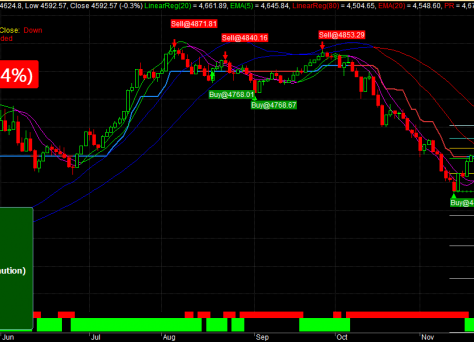 4624.8, Low 4592.57, Close 4592.57 (-0.3%) LinearReg(20) = 4,661.89, EMA(5) = 4,645.84, LinearReg(80) = 4,504.65, EMA(20) = 4,548.60, PR = 4,67
Close: Down
ded
Sell@4871.81
Sell@4840.16
Sell@4853.29
4%)
Buy@4768.01
Buy@4768.67
Buy@4
ution)
Jun Jul Aug Sep Oct Nov